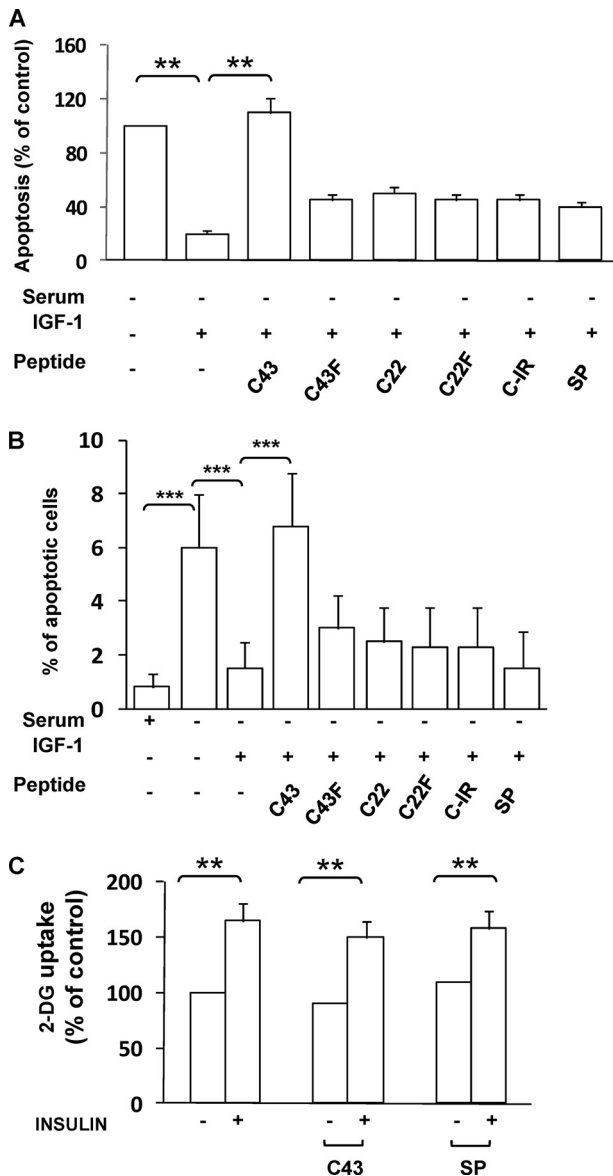 A
Apoptosis (% of control)
160
120
80
40
0
** **
Serum - - - - - - - -
IGF-1 - + + + + + + +
Peptide - - C43 C43F C22 C22F C-IR SP
B
% of apoptotic cells
10
8
6
4
2
0
*** *** ***
Serum + - - - - - - - -
IGF-1 - - + + + + + + +
Peptide - - - C43 C43F C22 C22F C-IR SP
C
2-DG uptake
(% of control)
200
150
100
50
0
** ** **
INSULIN - + - + - +
C43 SP